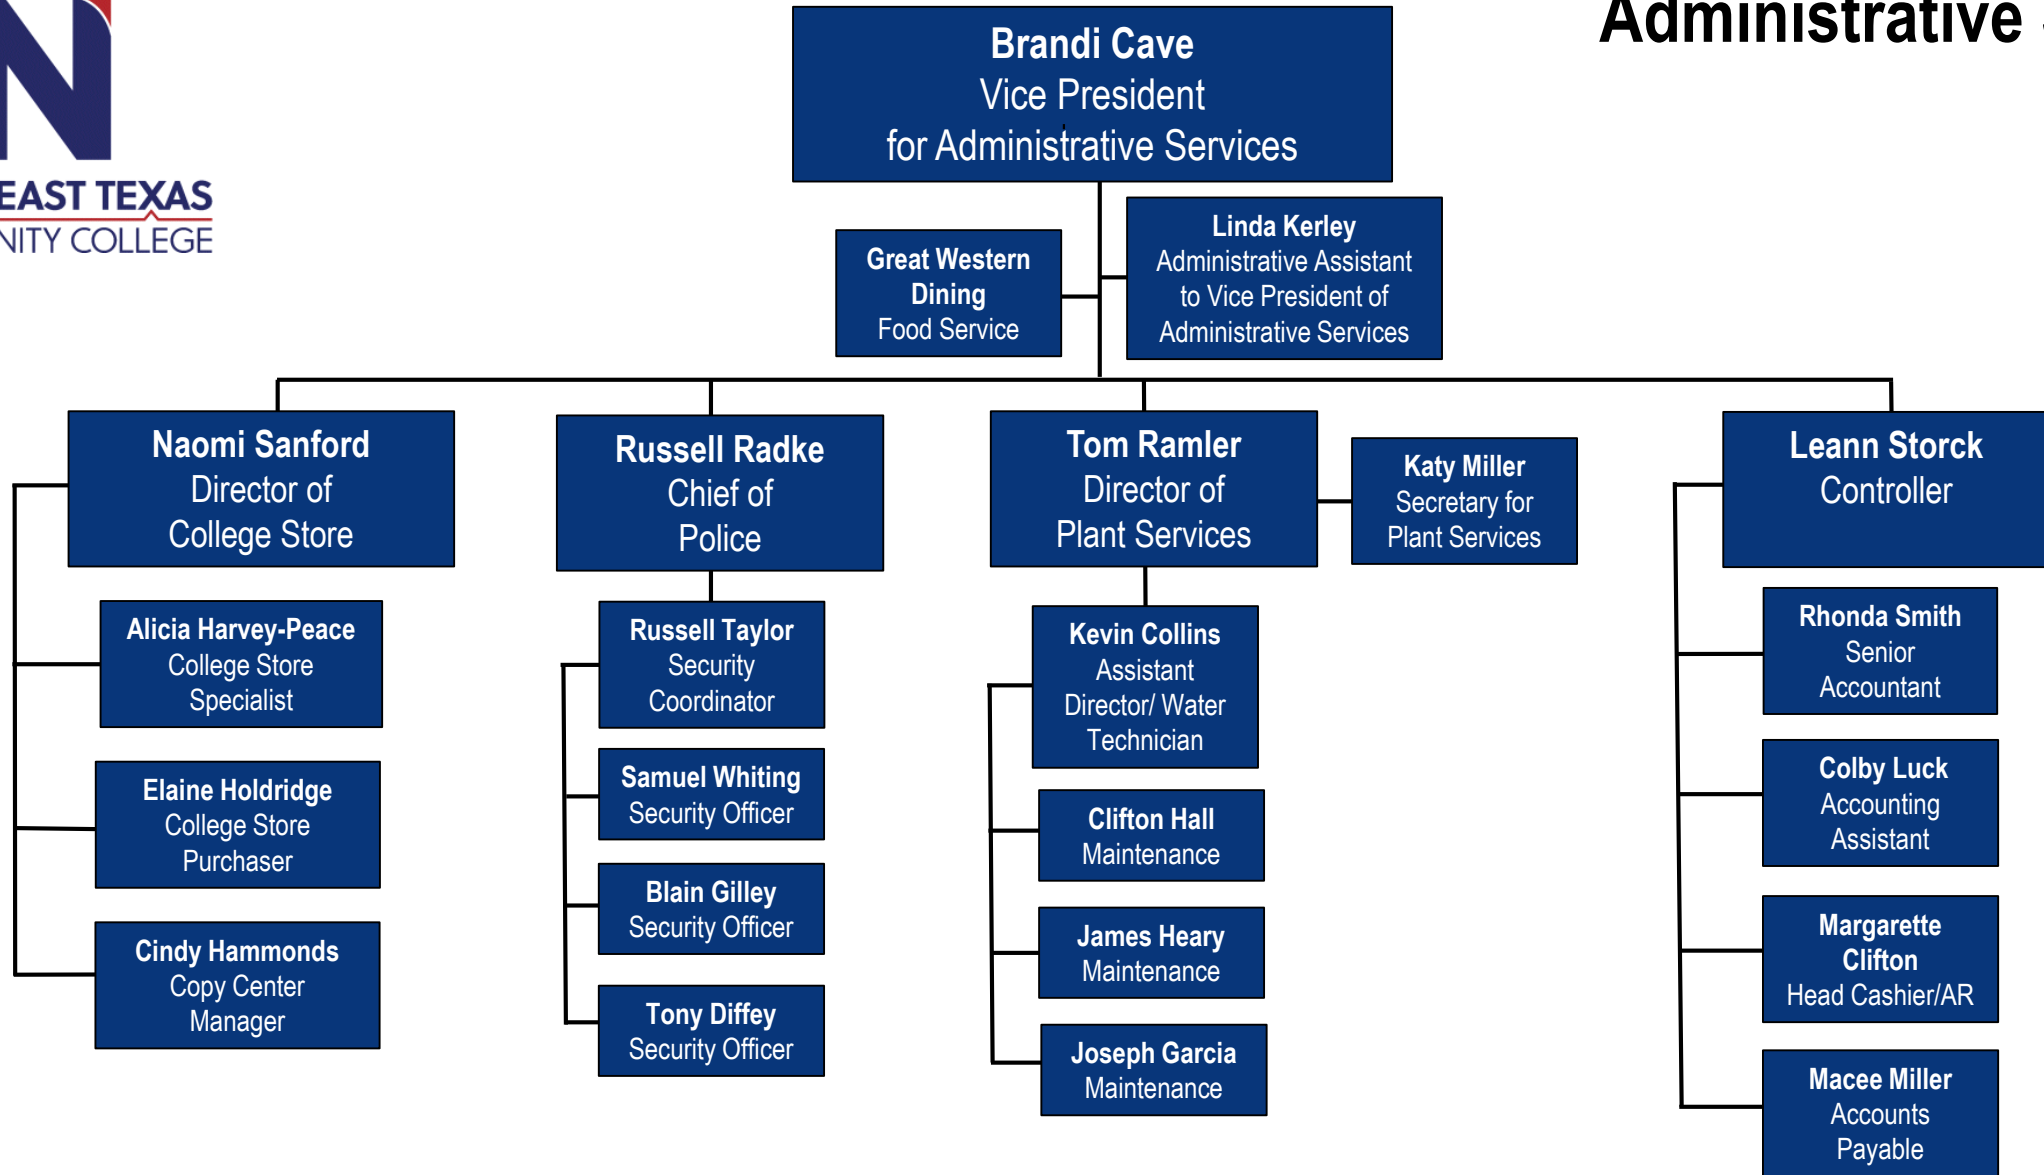 Administrative
EAST TEXAS
NITY COLLEGE
Brandi Cave
Vice President
for Administrative Services
Great Western
Dining
Food Service
Linda Kerley
Administrative Assistant
to Vice President of
Administrative Services
Naomi Sanford
Director of
College Store
Alicia Harvey-Peace
College Store
Specialist
Elaine Holdridge
College Store
Purchaser
Cindy Hammonds
Copy Center
Manager
Russell Radke
Chief of
Police
Russell Taylor
Security
Coordinator
Samuel Whiting
Security Officer
Blain Gilley
Security Officer
Tony Diffey
Security Officer
Tom Ramler
Director of
Plant Services
Katy Miller
Secretary for
Plant Services
Kevin Collins
Assistant
Director/ Water
Technician
Clifton Hall
Maintenance
James Heary
Maintenance
Joseph Garcia
Maintenance
Leann Storck
Controller
Rhonda Smith
Senior
Accountant
Colby Luck
Accounting
Assistant
Margarette
Clifton
Head Cashier/AR
Macee Miller
Accounts
Payable